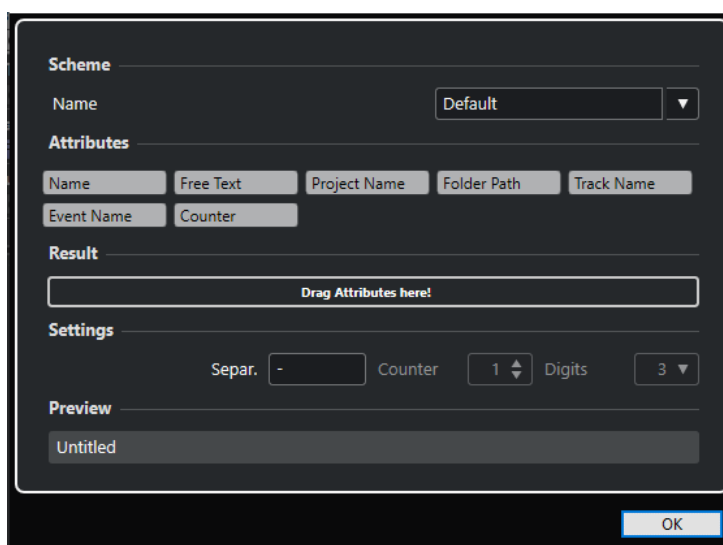 Scheme
Name Default
Attributes
Name Free Text Project Name Folder Path Track Name
Event Name Counter
Result
Drag Attributes here!
Settings
Separ. - Counter 1 Digits 3
Preview
Untitled
OK